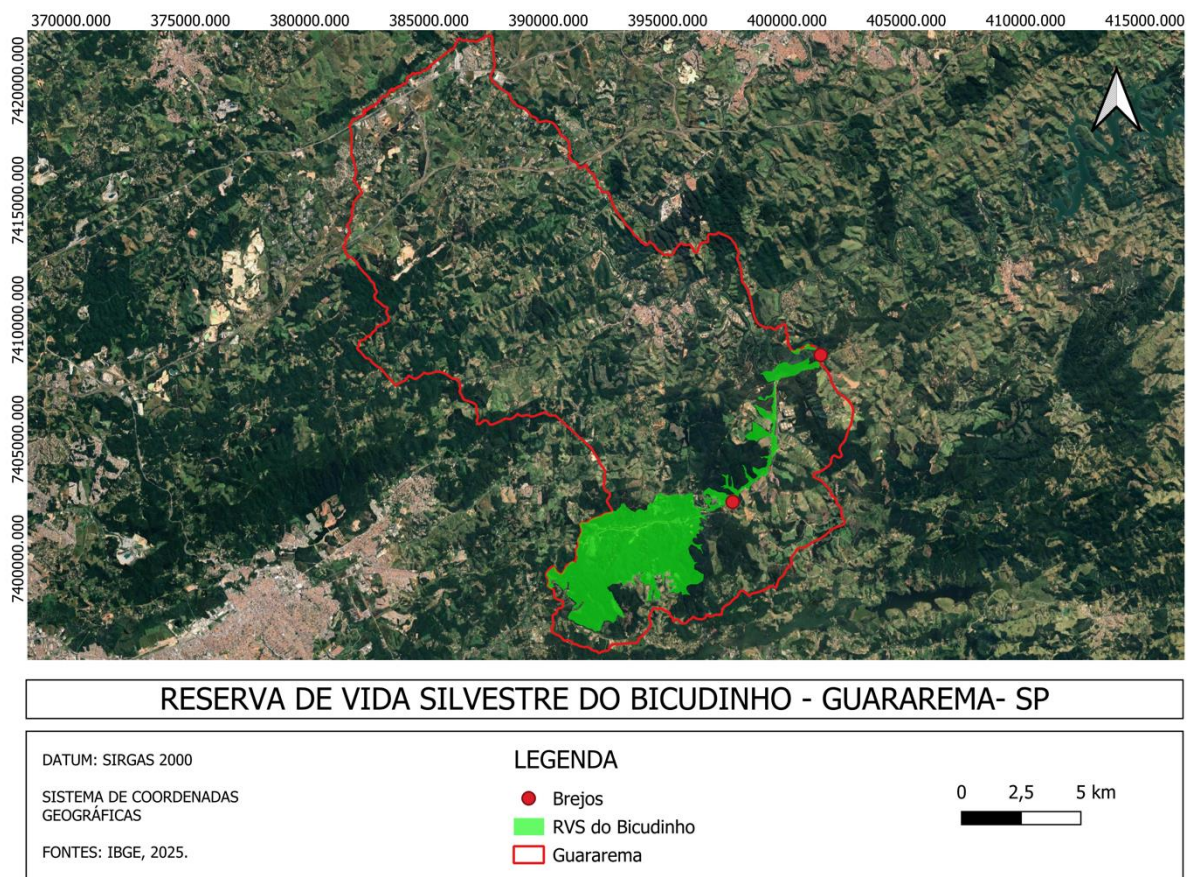 370000.000 375000.000 380000.000 385000.000 390000.000 395000.000 400000.000 405000.000 410000.000 415000.000
7420000.000
7415000.000
7410000.000
7405000.000
7400000.000
RESERVA DE VIDA SILVESTRE DO BICUDINHO - GUARAREMA- SP
DATUM: SIRGAS 2000
SISTEMA DE COORDENADAS
GEOGRÁFICAS
FONTES: IBGE, 2025.
LEGENDA
Brejos
RVS do Bicudinho
Guararema
0 2,5 5 km